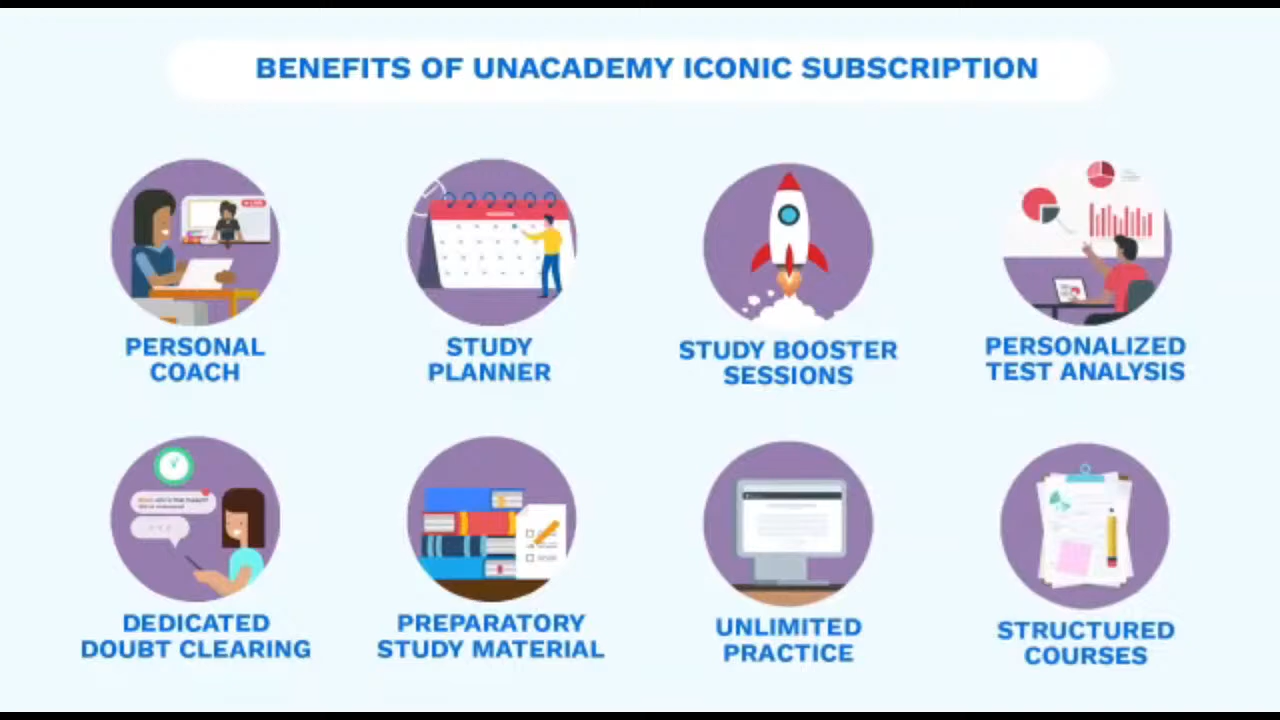 BENEFITS OF UNACADEMY ICONIC SUBSCRIPTION
PERSONAL
COACH
STUDY
PLANNER
STUDY BOOSTER
SESSIONS
PERSONALIZED
TEST ANALYSIS
DEDICATED
DOUBT CLEARING
PREPARATORY
STUDY MATERIAL
UNLIMITED
PRACTICE
STRUCTURED
COURSES